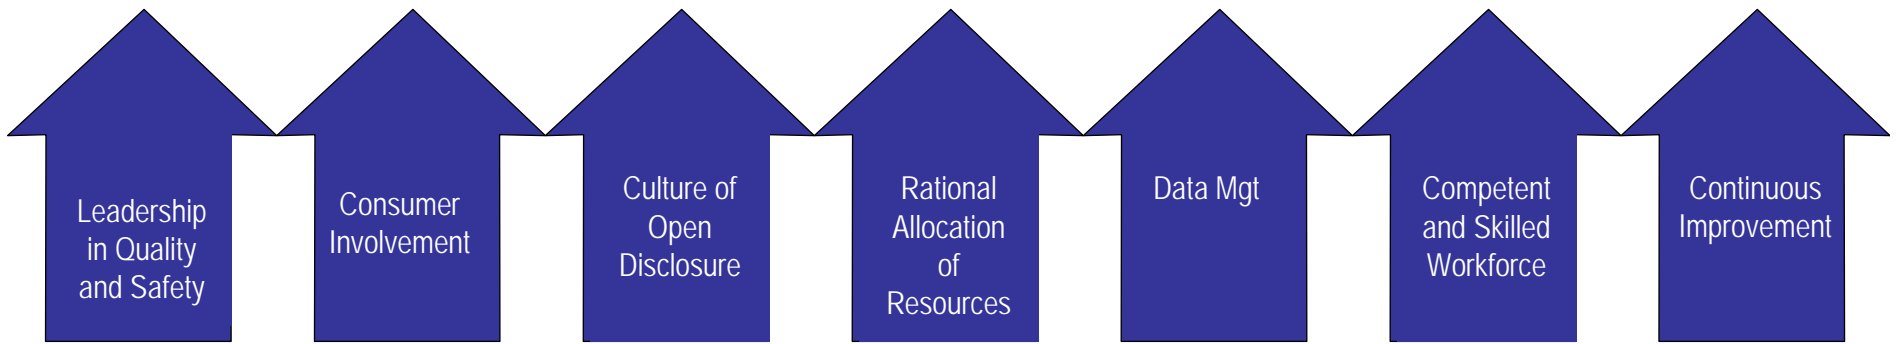 Leadership
in Quality
and Safety
Consumer
Involvement
Culture of
Open
Disclosure
Rational
Allocation
of
Resources
Data Mgt
Competent
and Skilled
Workforce
Continuous
Improvement